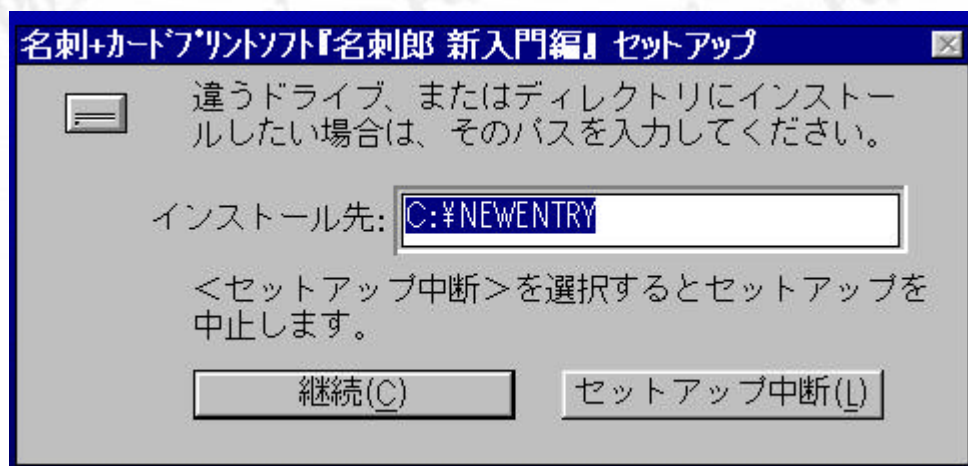 名刺+カードプリントソフト『名刺郎 新入門編』 セットアップ
違うドライブ、またはディレクトリにインストー
ルしたい場合は、そのパスを入力してください。
インストール先: C:¥NEWENTRY
＜セットアップ中断＞を選択するとセットアップを
中止します。
継続(C) セットアップ中断(L)